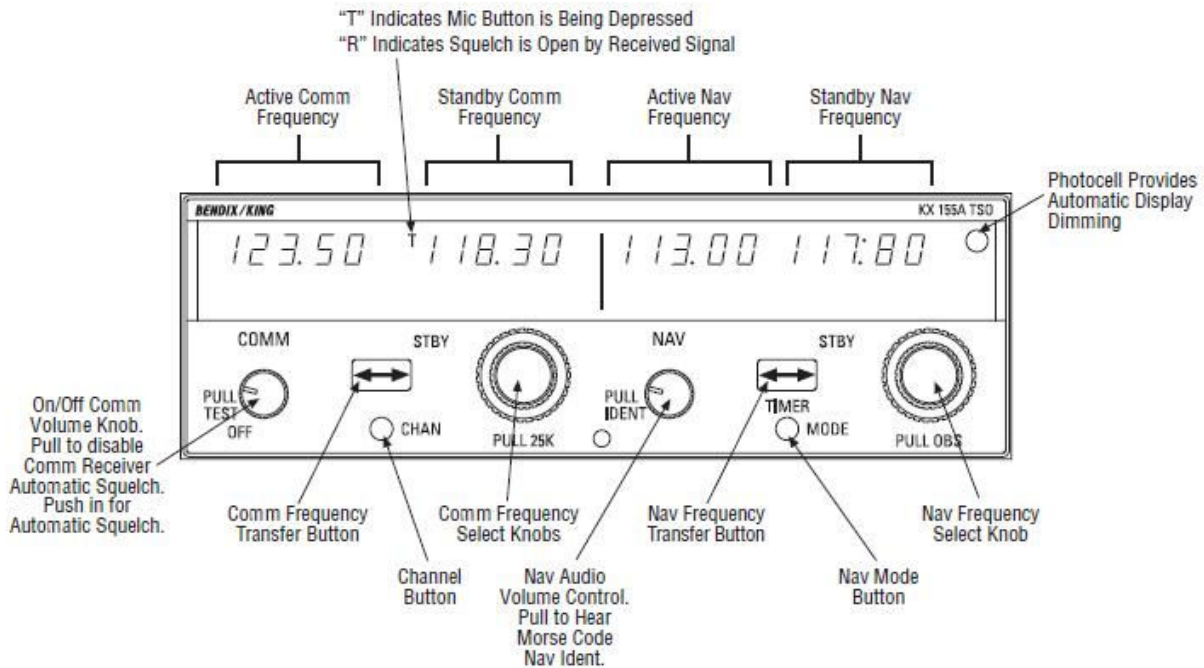 “T” Indicates Mic Button is Being Depressed
“R” Indicates Squelch is Open by Received Signal
Active Comm
Frequency
Standby Comm
Frequency
Active Nav
Frequency
Standby Nav
Frequency
Photocell Provides
Automatic Display
Dimming
BENDIX/KING
KX 155A TSO
123.50
T
118.30
113.00
117:80
COMM
STBY
NAV
STBY
PULL
TEST
OFF
CHAN
PULL 25K
PULL
IDENT
TIMER
MODE
PULL OBS
On/Off Comm
Volume Knob.
Pull to disable
Comm Receiver
Automatic Squelch.
Push in for
Automatic Squelch.
Comm Frequency
Transfer Button
Comm Frequency
Select Knobs
Nav Frequency
Transfer Button
Nav Frequency
Select Knob
Channel
Button
Nav Audio
Volume Control.
Pull to Hear
Morse Code
Nav Ident.
Nav Mode
Button